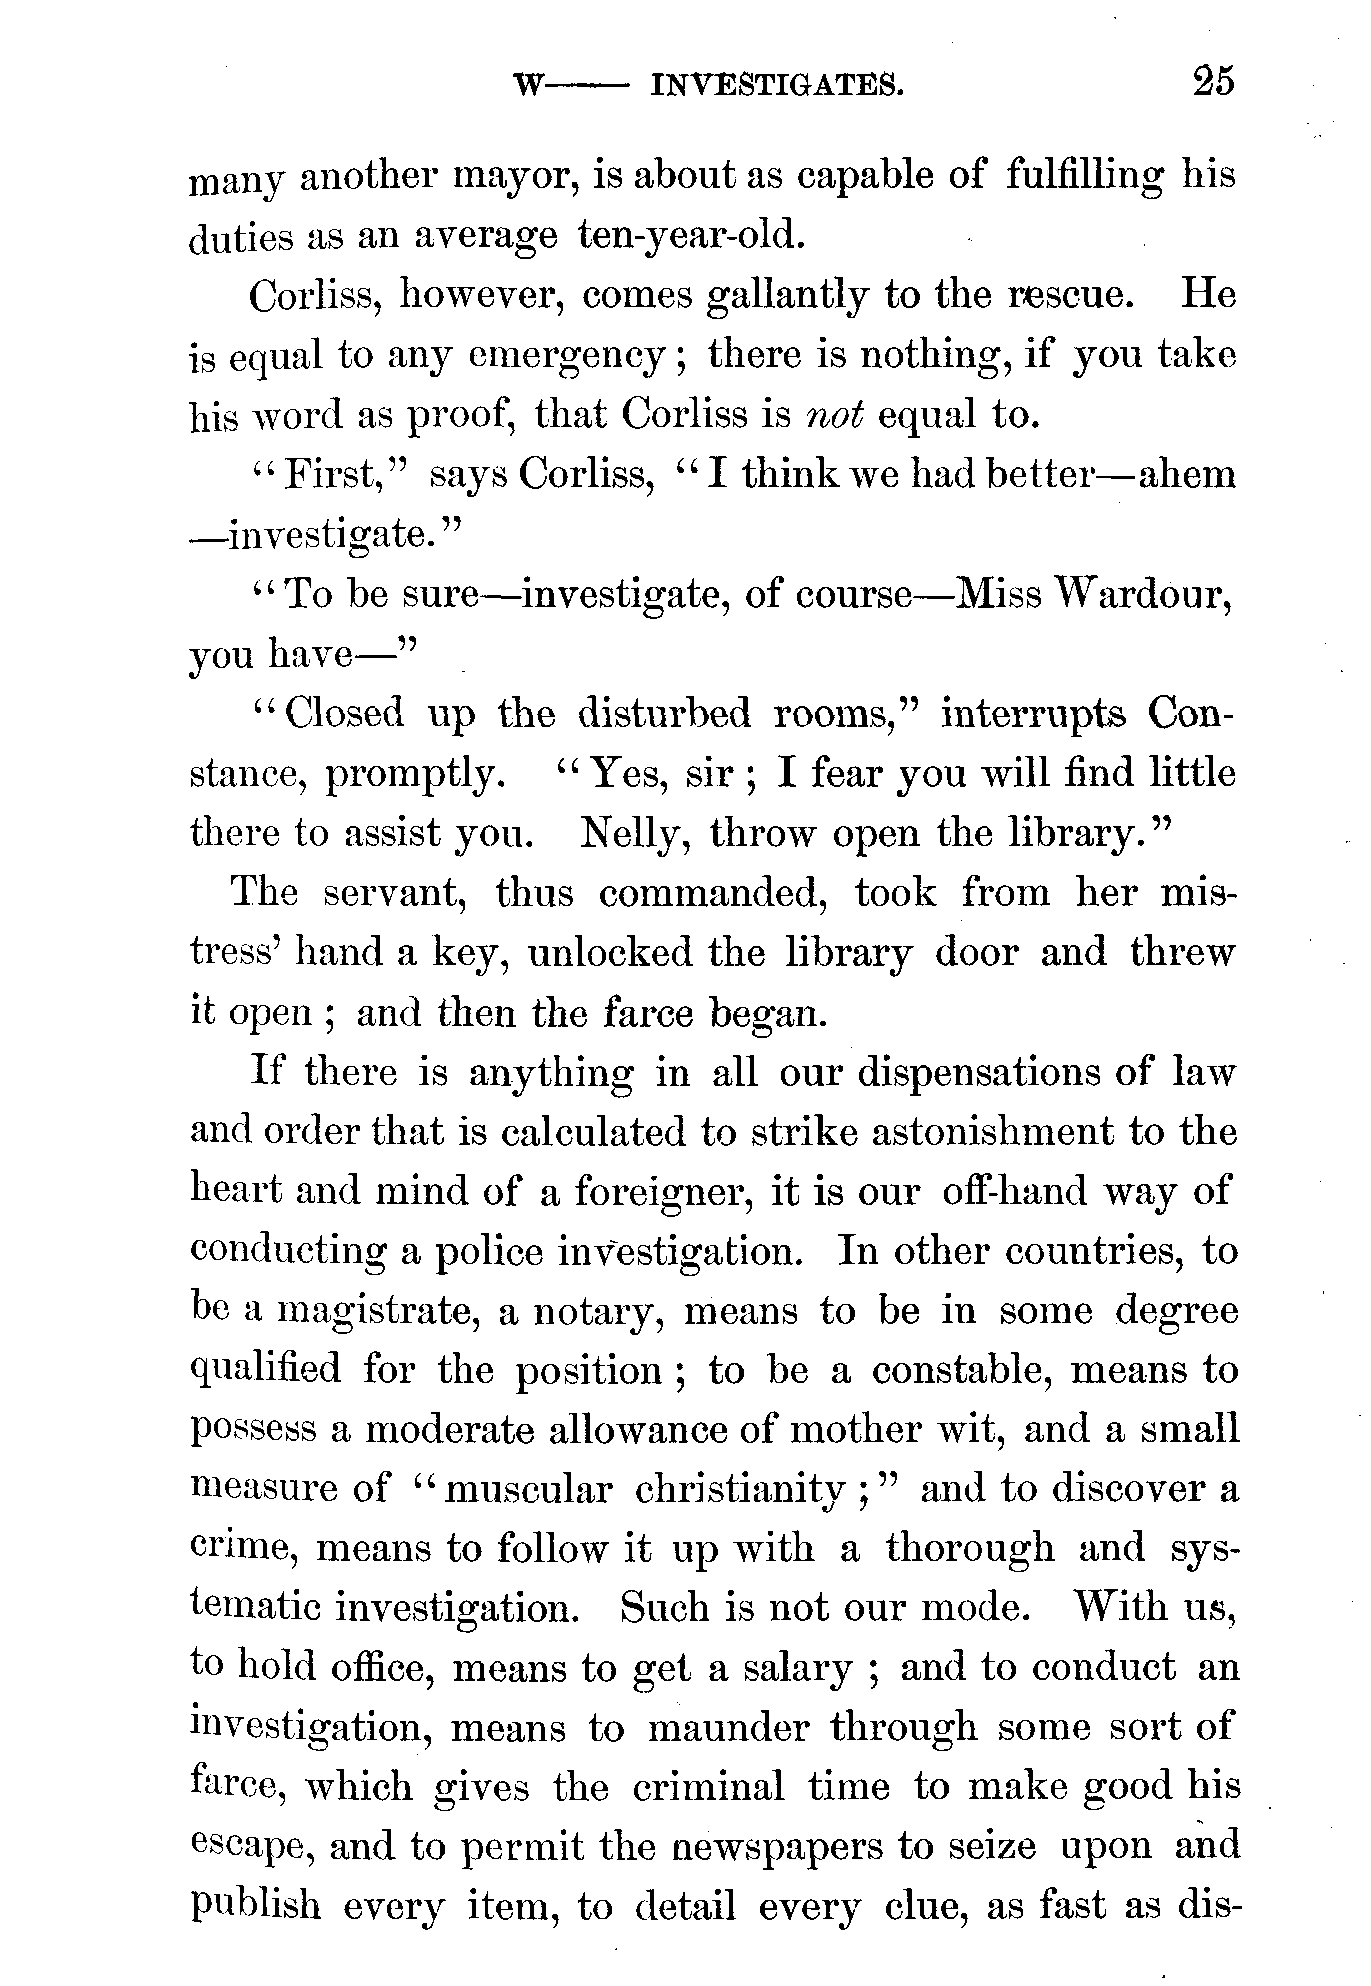 W—— INVESTIGATES. 25
many another mayor, is about as capable of fulfilling his
duties as an average ten-year-old.
Corliss, however, comes gallantly to the rescue. He
is equal to any emergency ; there is nothing, if you take
his word as proof, that Corliss is not equal to.
“ First,” says Corliss, “ I think we had better—ahem
—investigate.”
“ To be sure—investigate, of course—Miss Wardour,
you have—”
“ Closed up the disturbed rooms,” interrupts Con-
stance, promptly. “ Yes, sir ; I fear you will find little
there to assist you. Nelly, throw open the library.”
The servant, thus commanded, took from her mis-
tress’ hand a key, unlocked the library door and threw
it open ; and then the farce began.
If there is anything in all our dispensations of law
and order that is calculated to strike astonishment to the
heart and mind of a foreigner, it is our off-hand way of
conducting a police investigation. In other countries, to
be a magistrate, a notary, means to be in some degree
qualified for the position ; to be a constable, means to
possess a moderate allowance of mother wit, and a small
measure of “ muscular christianity ; ” and to discover a
crime, means to follow it up with a thorough and sys-
tematic investigation. Such is not our mode. With us,
to hold office, means to get a salary ; and to conduct an
investigation, means to maunder through some sort of
farce, which gives the criminal time to make good his
escape, and to permit the newspapers to seize upon and
publish every item, to detail every clue, as fast as dis-